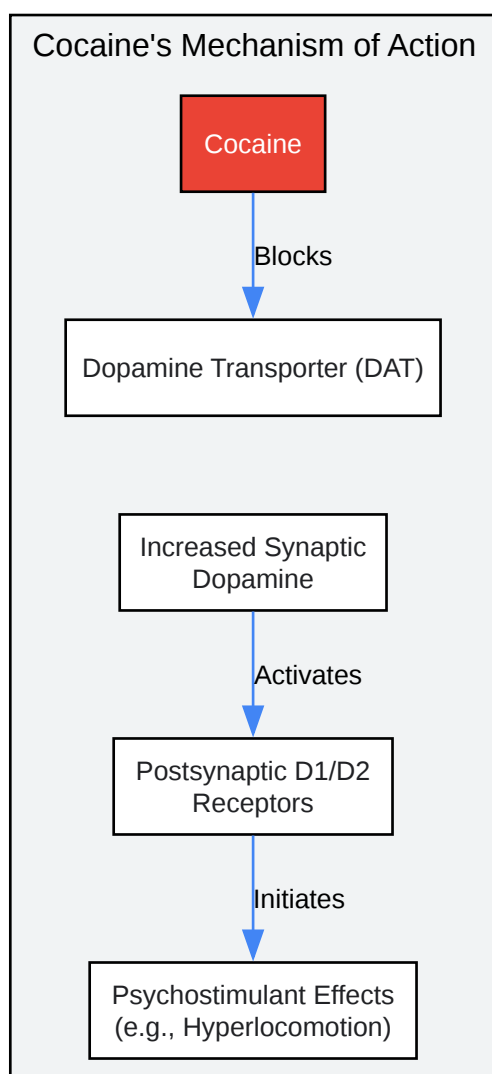 Cocaine's Mechanism of Action
Cocaine
Blocks
Dopamine Transporter (DAT)
Increased Synaptic
Dopamine
Activates
Postsynaptic D1/D2
Receptors
Initiates
Psychostimulant Effects
(e.g., Hyperlocomotion)